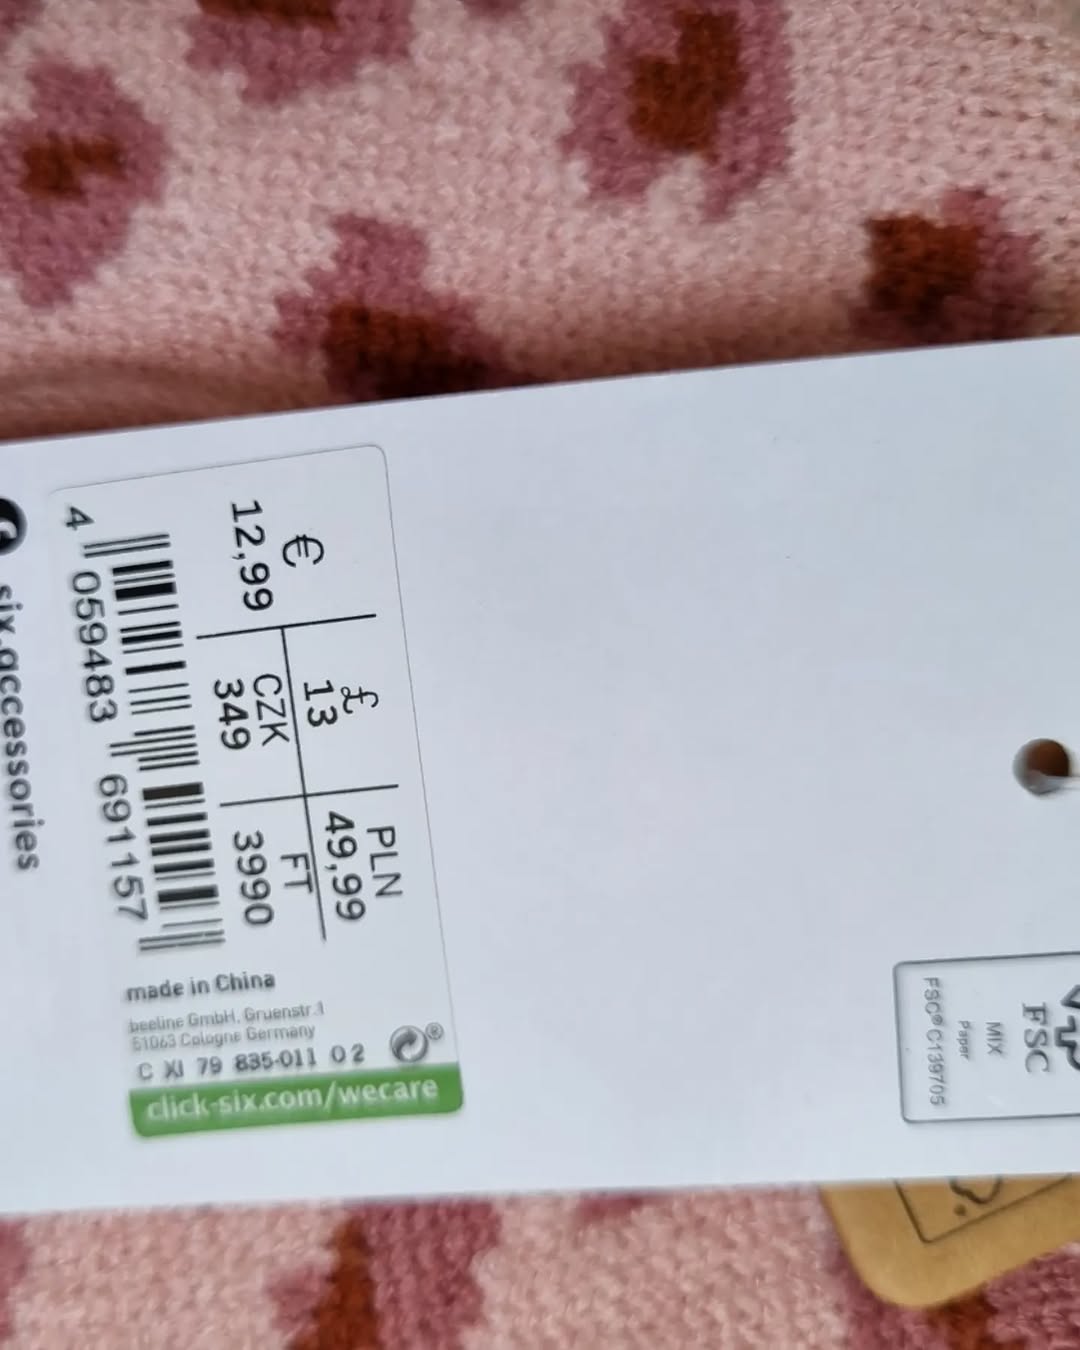 €
12,99
£
13
PLN
49,99
CZK
349
FT
3990
4 059483 691157
made in China
beeline GmbH, Gruenstr.1
51063 Cologne Germany
C XI 79 835-011 02
click-six.com/wecare
six.accessories
FSC
MIX
Paper
FSC® C139705